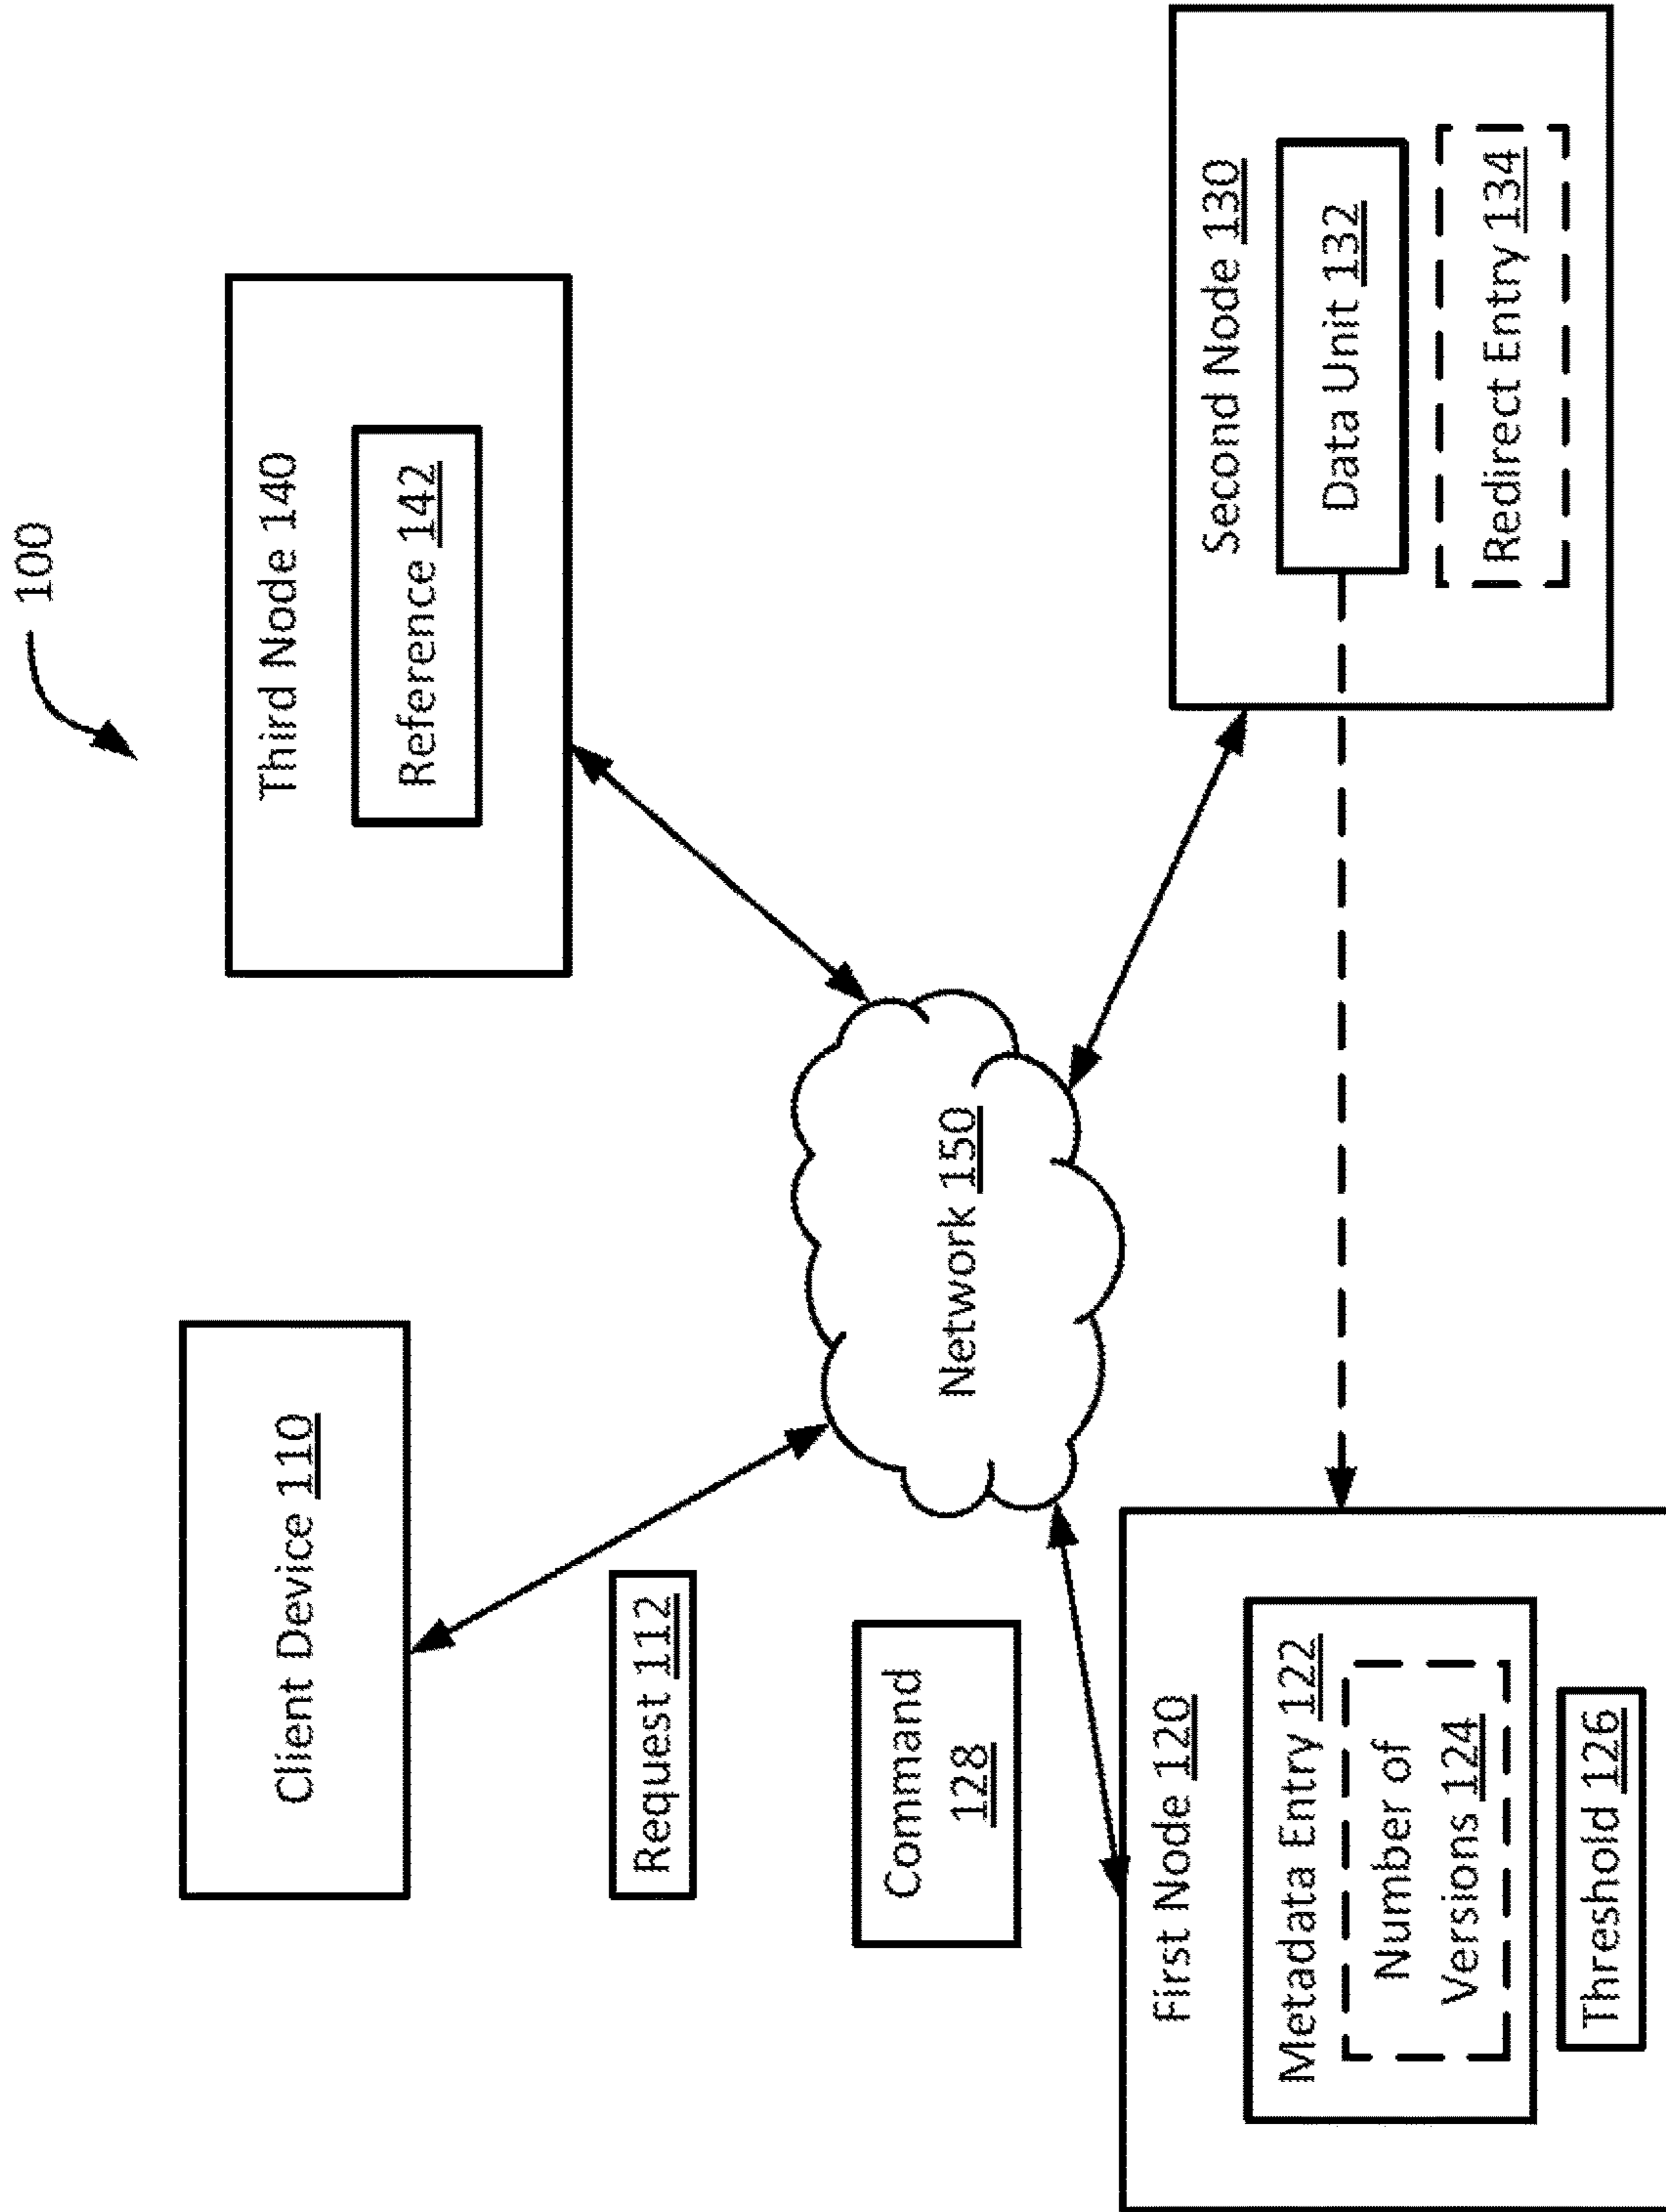 100
Client Device 110
Third Node 140
Reference 142
Request 112
Command
128
Network 150
First Node 120
Metadata Entry 122
Number of
Versions 124
Threshold 126
Second Node 130
Data Unit 132
Redirect Entry 134